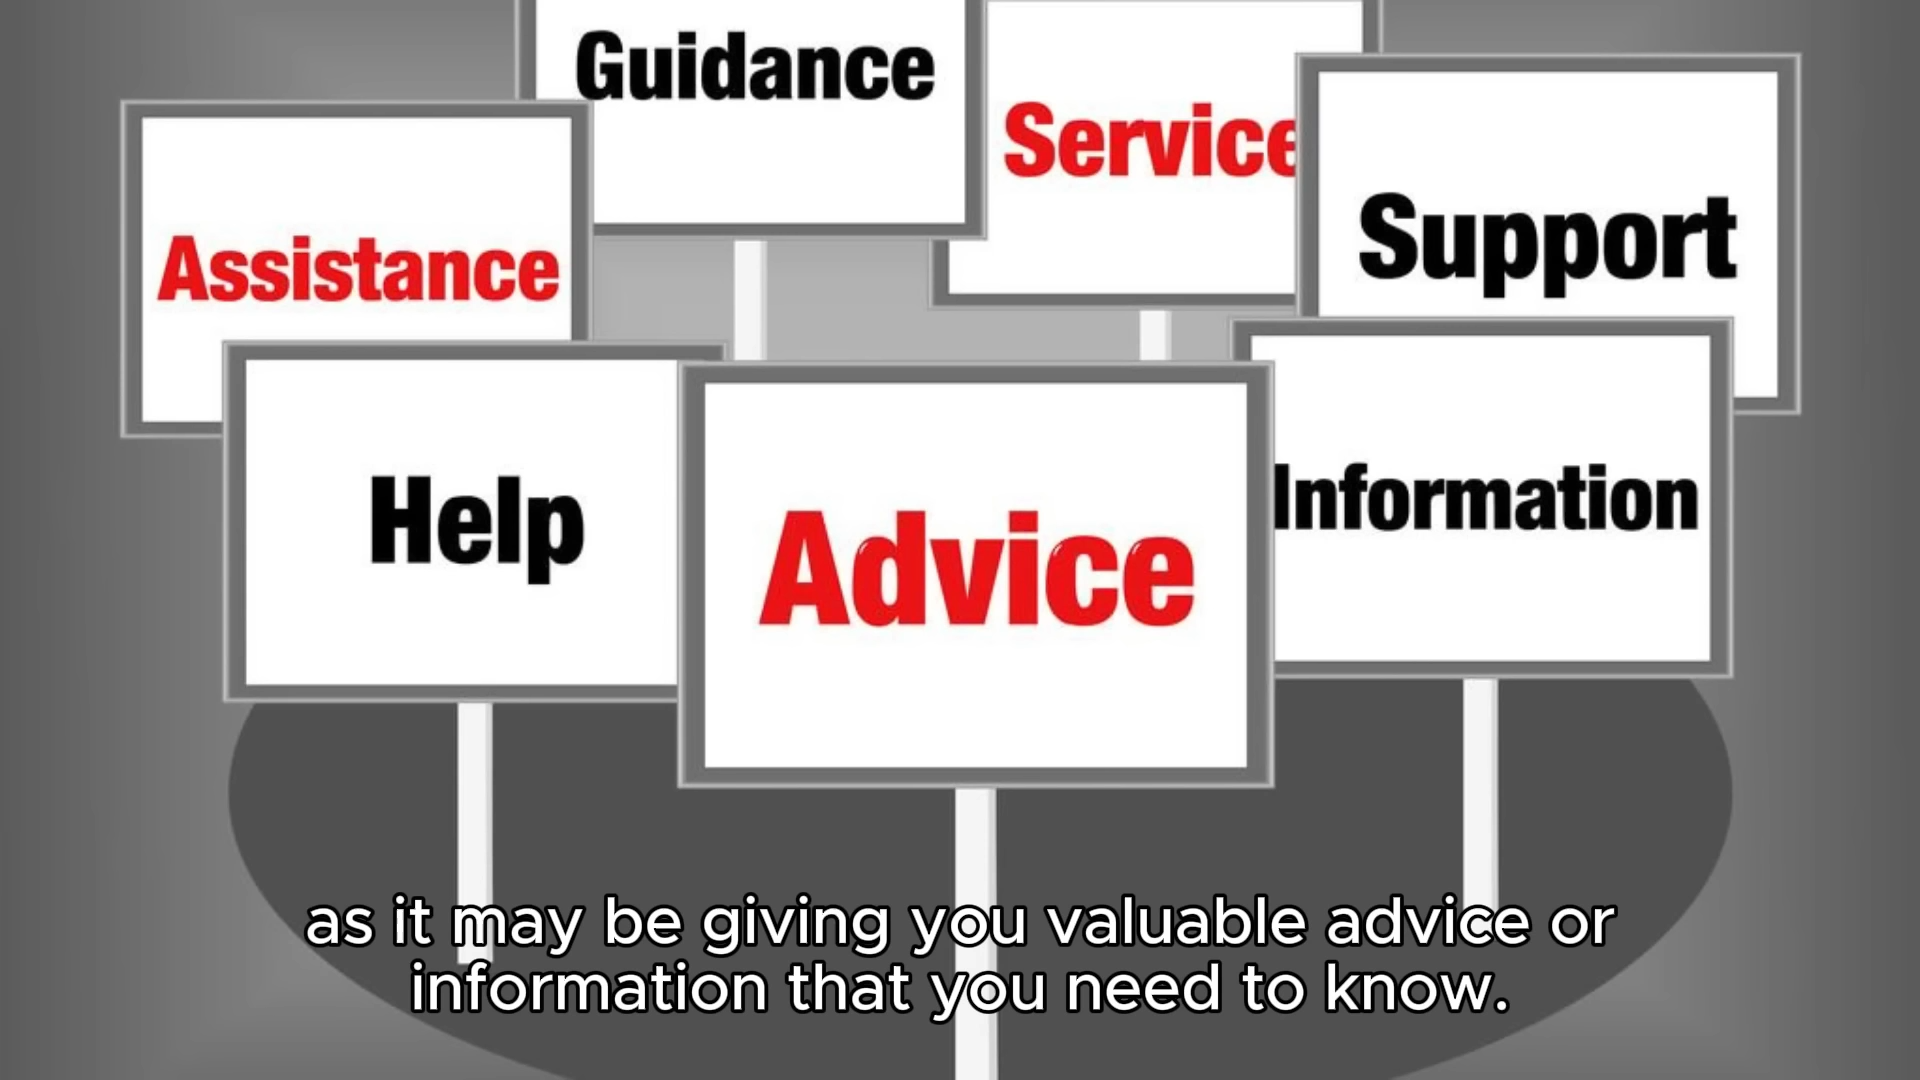 Guidance
Service
Support
Assistance
Help
Advice
Information
as it may be giving you valuable advice or
information that you need to know.